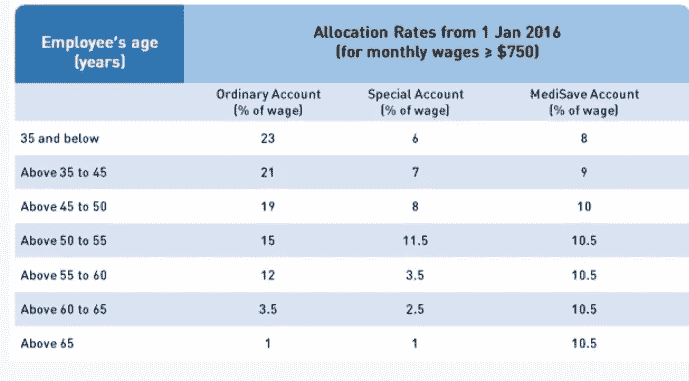 Employee's age
(years)
Allocation Rates from 1 Jan 2016
(for monthly wages ≥ $750)
Ordinary Account
(% of wage)
Special Account
(% of wage)
MediSave Account
(% of wage)
35 and below 23 6 8
Above 35 to 45 21 7 9
Above 45 to 50 19 8 10
Above 50 to 55 15 11.5 10.5
Above 55 to 60 12 3.5 10.5
Above 60 to 65 3.5 2.5 10.5
Above 65 1 1 10.5